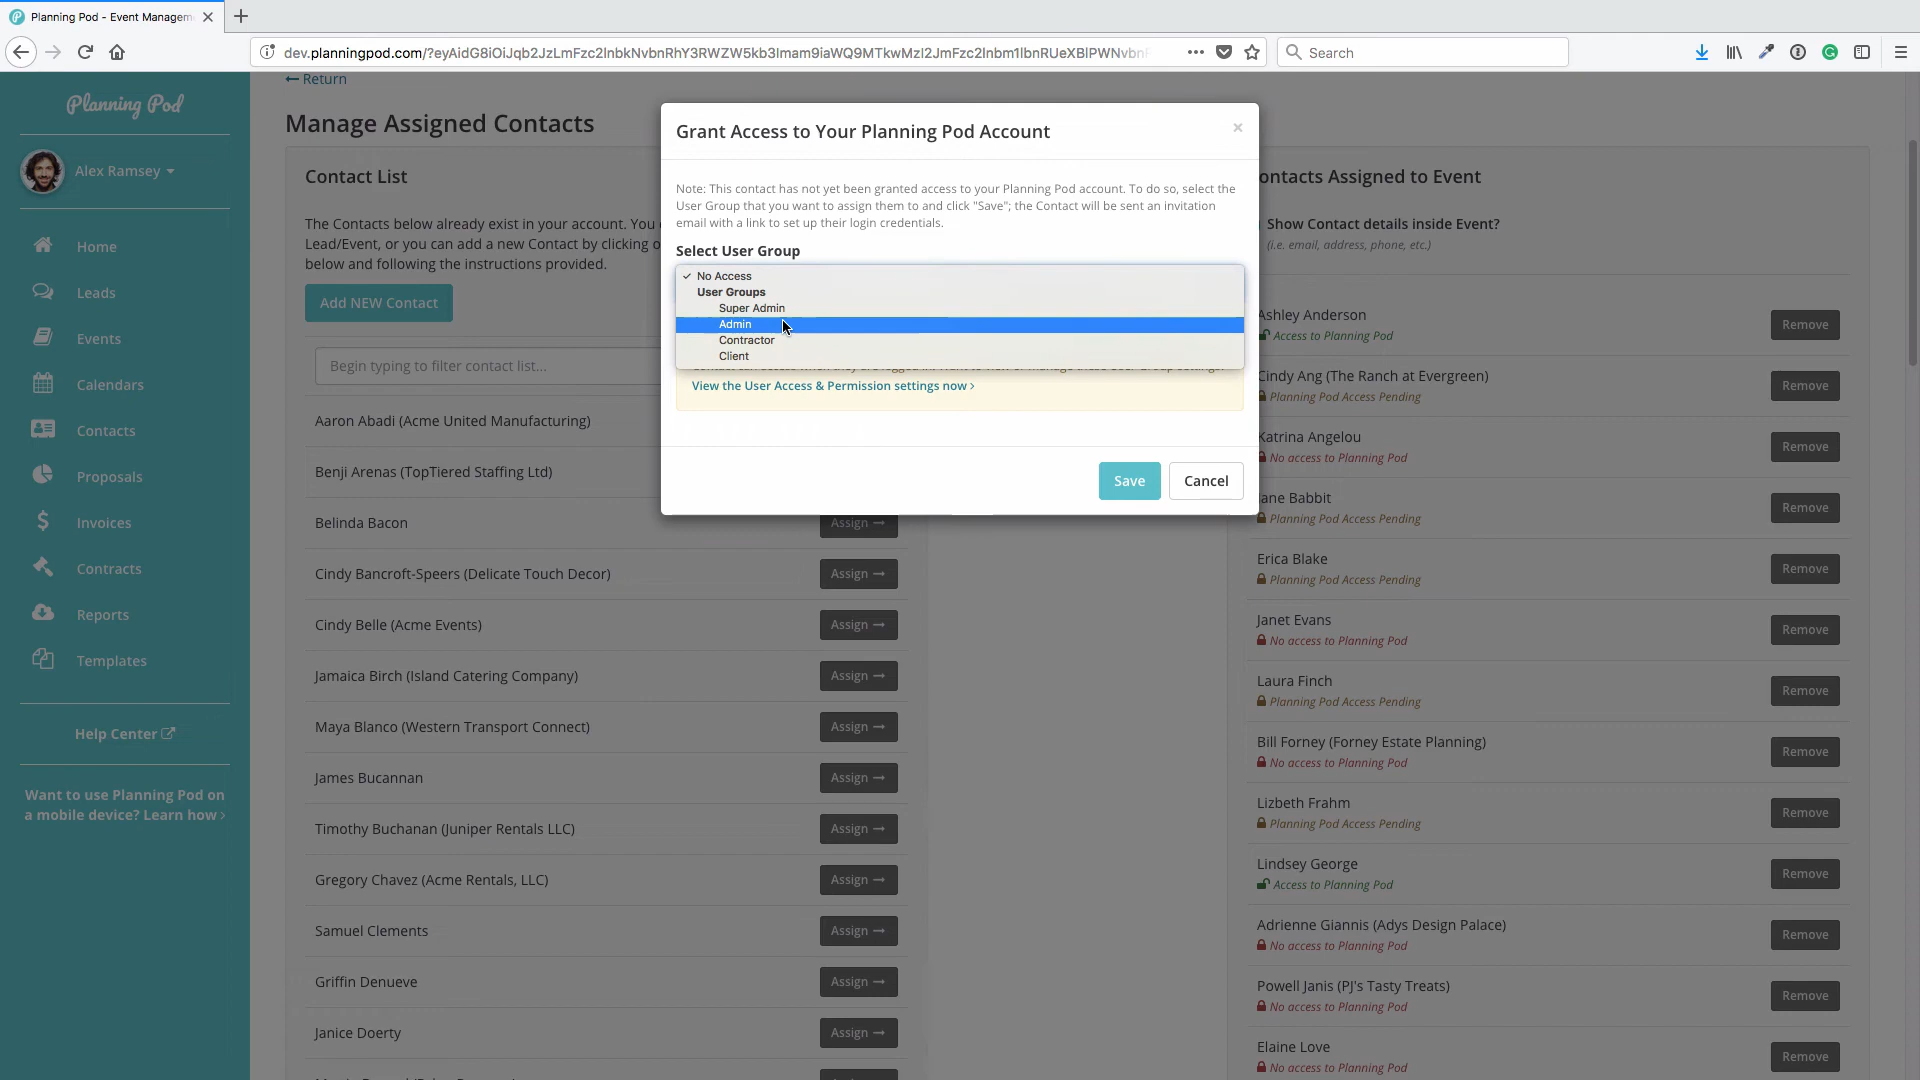 Planning Pod - Event Managem
dev.planningpod.com/?eyAidG8iOiJqb2JzLmFzc2lnbkNvbnRhY3RWZW5kb3Imam9iaWQ9MTkwMzI2JmFzc2lnbm1lbnRUeXBlPWNvbnR
Search
Planning Pod
Alex Ramsey
Home
Leads
Events
Calendars
Contacts
Proposals
Invoices
Contracts
Reports
Templates
Help Center
Want to use Planning Pod on
a mobile device? Learn how ›
Return
Manage Assigned Contacts
Contact List
The Contacts below already exist in your account. You
Lead/Event, or you can add a new Contact by clicking o
below and following the instructions provided.
Add NEW Contact
Begin typing to filter contact list...
Aaron Abadi (Acme United Manufacturing)
Benji Arenas (TopTiered Staffing Ltd)
Belinda Bacon Assign →
Cindy Bancroft-Speers (Delicate Touch Decor) Assign →
Cindy Belle (Acme Events) Assign →
Jamaica Birch (Island Catering Company) Assign →
Maya Blanco (Western Transport Connect) Assign →
James Bucannan Assign →
Timothy Buchanan (Juniper Rentals LLC) Assign →
Gregory Chavez (Acme Rentals, LLC) Assign →
Samuel Clements Assign →
Griffin Denueve Assign →
Janice Doerty Assign →
Grant Access to Your Planning Pod Account ×
Note: This contact has not yet been granted access to your Planning Pod account. To do so, select the
User Group that you want to assign them to and click "Save"; the Contact will be sent an invitation
email with a link to set up their login credentials.
Select User Group
✓ No Access
User Groups
Super Admin
Admin
Contractor
Client
View the User Access & Permission settings now ›
Save Cancel
ontacts Assigned to Event
Show Contact details inside Event?
(i.e. email, address, phone, etc.)
Ashley Anderson
Access to Planning Pod
Remove
Cindy Ang (The Ranch at Evergreen)
Planning Pod Access Pending
Remove
Katrina Angelou
No access to Planning Pod
Remove
ane Babbit
Planning Pod Access Pending
Remove
Erica Blake
Planning Pod Access Pending
Remove
Janet Evans
No access to Planning Pod
Remove
Laura Finch
Planning Pod Access Pending
Remove
Bill Forney (Forney Estate Planning)
No access to Planning Pod
Remove
Lizbeth Frahm
Planning Pod Access Pending
Remove
Lindsey George
Access to Planning Pod
Remove
Adrienne Giannis (Adys Design Palace)
No access to Planning Pod
Remove
Powell Janis (PJ's Tasty Treats)
No access to Planning Pod
Remove
Elaine Love
No access to Planning Pod
Remove